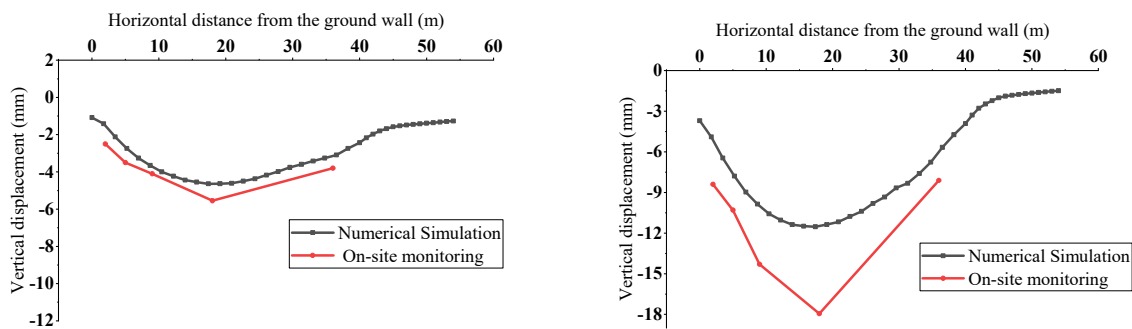 Horizontal distance from the ground wall (m)
0 10 20 30 40 50 60
2
0
-2
-4
-6
-8
-10
-12
Vertical displacement (mm)
Numerical Simulation
On-site monitoring
Horizontal distance from the ground wall (m)
0 10 20 30 40 50 60
0
-3
-6
-9
-12
-15
-18
Vertical displacement (mm)
Numerical Simulation
On-site monitoring